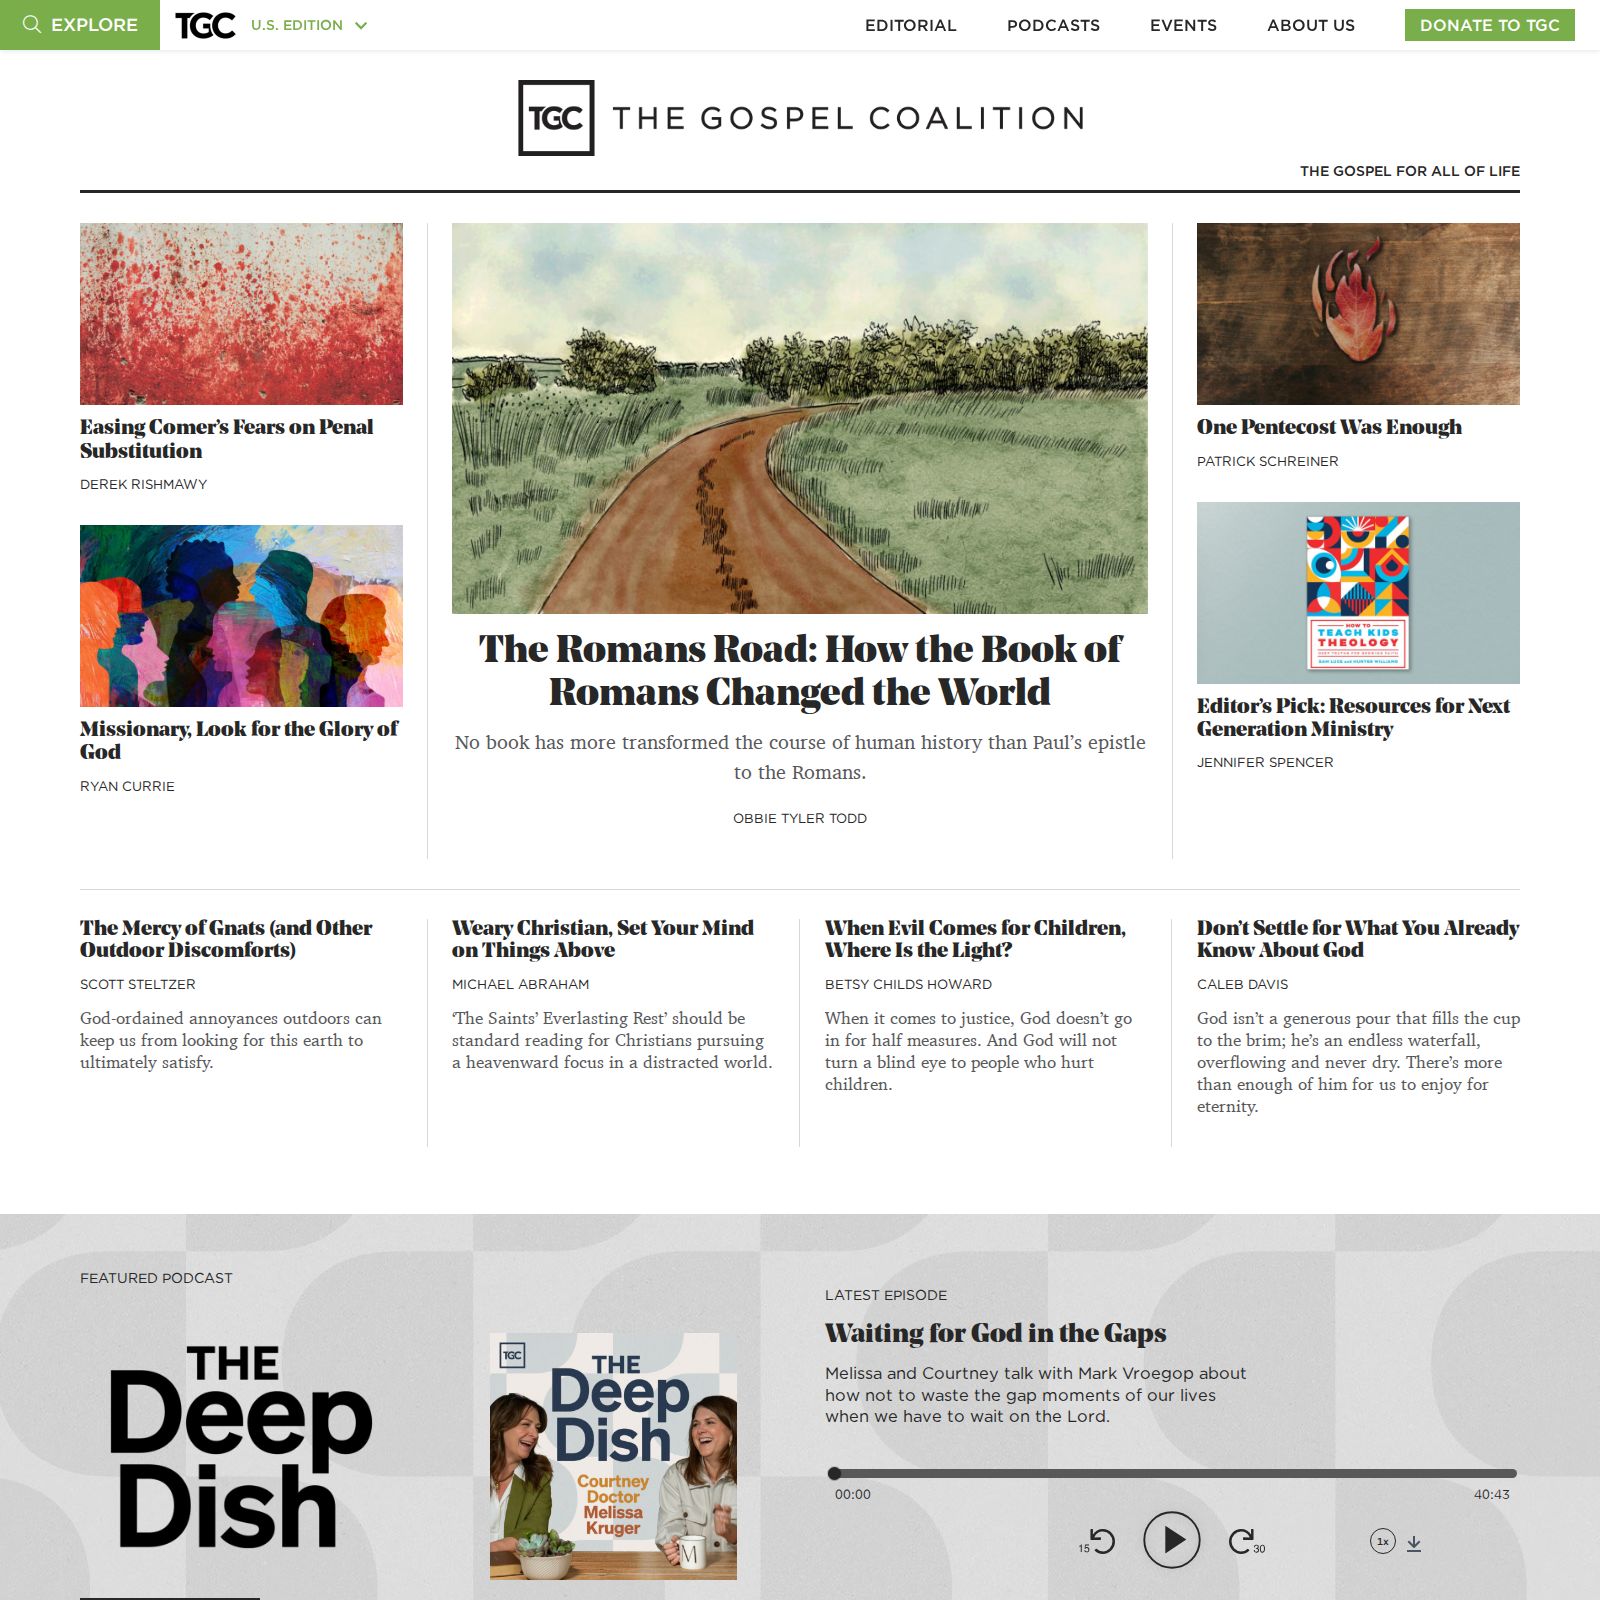 EXPLORE
TGC
U.S. EDITION
EDITORIAL
PODCASTS
EVENTS
ABOUT US
DONATE TO TGC
TGC THE GOSPEL COALITION
THE GOSPEL FOR ALL OF LIFE
Easing Comer's Fears on Penal
Substitution
DEREK RISHMAWY
Missionary, Look for the Glory of
God
RYAN CURRIE
The Romans Road: How the Book of
Romans Changed the World
No book has more transformed the course of human history than Paul's epistle
to the Romans.
OBBIE TYLER TODD
One Pentecost Was Enough
PATRICK SCHREINER
HOW TO
TEACH KIDS
THEOLOGY
SAM LUCE and HUNTER WILLIAMS
Editor's Pick: Resources for Next
Generation Ministry
JENNIFER SPENCER
The Mercy of Gnats (and Other
Outdoor Discomforts)
SCOTT STELTZER
God-ordained annoyances outdoors can
keep us from looking for this earth to
ultimately satisfy.
Weary Christian, Set Your Mind
on Things Above
MICHAEL ABRAHAM
‘The Saints’ Everlasting Rest’ should be
standard reading for Christians pursuing
a heavenward focus in a distracted world.
When Evil Comes for Children,
Where Is the Light?
BETSY CHILDS HOWARD
When it comes to justice, God doesn’t go
in for half measures. And God will not
turn a blind eye to people who hurt
children.
Don’t Settle for What You Already
Know About God
CALEB DAVIS
God isn’t a generous pour that fills the cup
to the brim; he’s an endless waterfall,
overflowing and never dry. There’s more
than enough of him for us to enjoy for
eternity.
FEATURED PODCAST
THE
Deep
Dish
TGC
THE
Deep
Dish
Courtney
Doctor
Melissa
Kruger
M
LATEST EPISODE
Waiting for God in the Gaps
Melissa and Courtney talk with Mark Vroegop about
how not to waste the gap moments of our lives
when we have to wait on the Lord.
00:00
40:43
15
30
1x